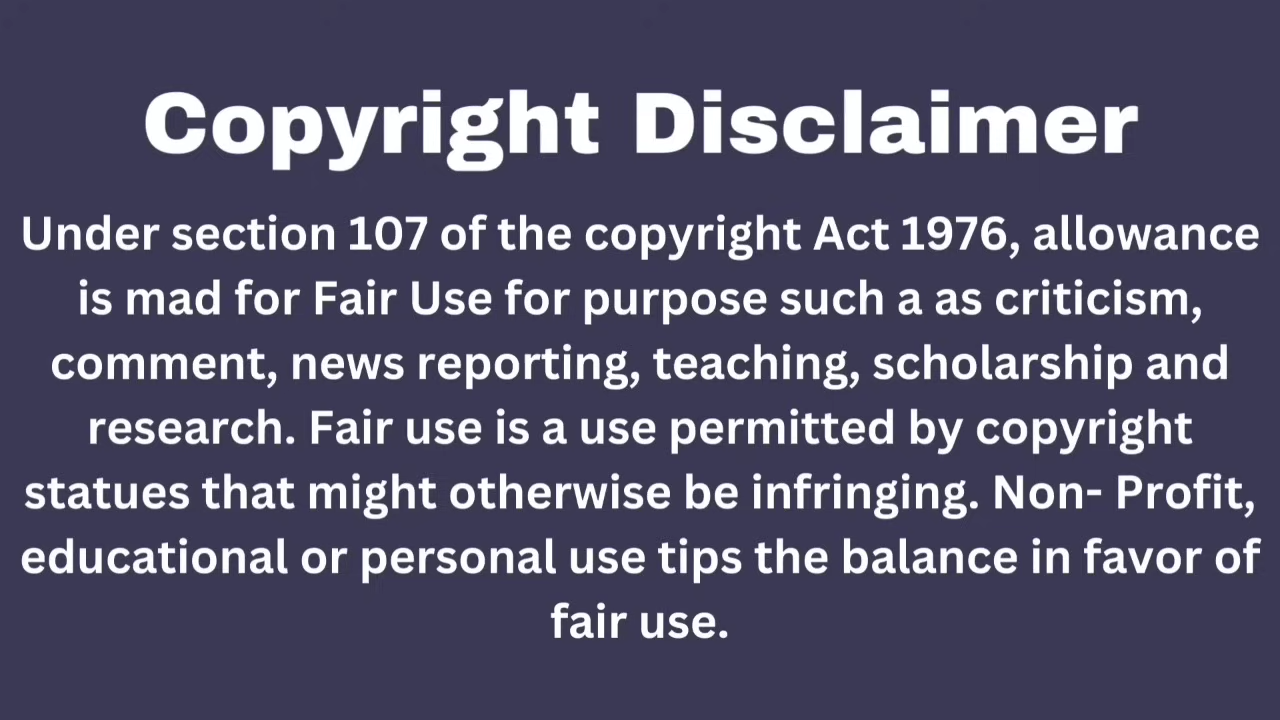 Copyright Disclaimer
Under section 107 of the copyright Act 1976, allowance
is mad for Fair Use for purpose such a as criticism,
comment, news reporting, teaching, scholarship and
research. Fair use is a use permitted by copyright
statues that might otherwise be infringing. Non- Profit,
educational or personal use tips the balance in favor of
fair use.